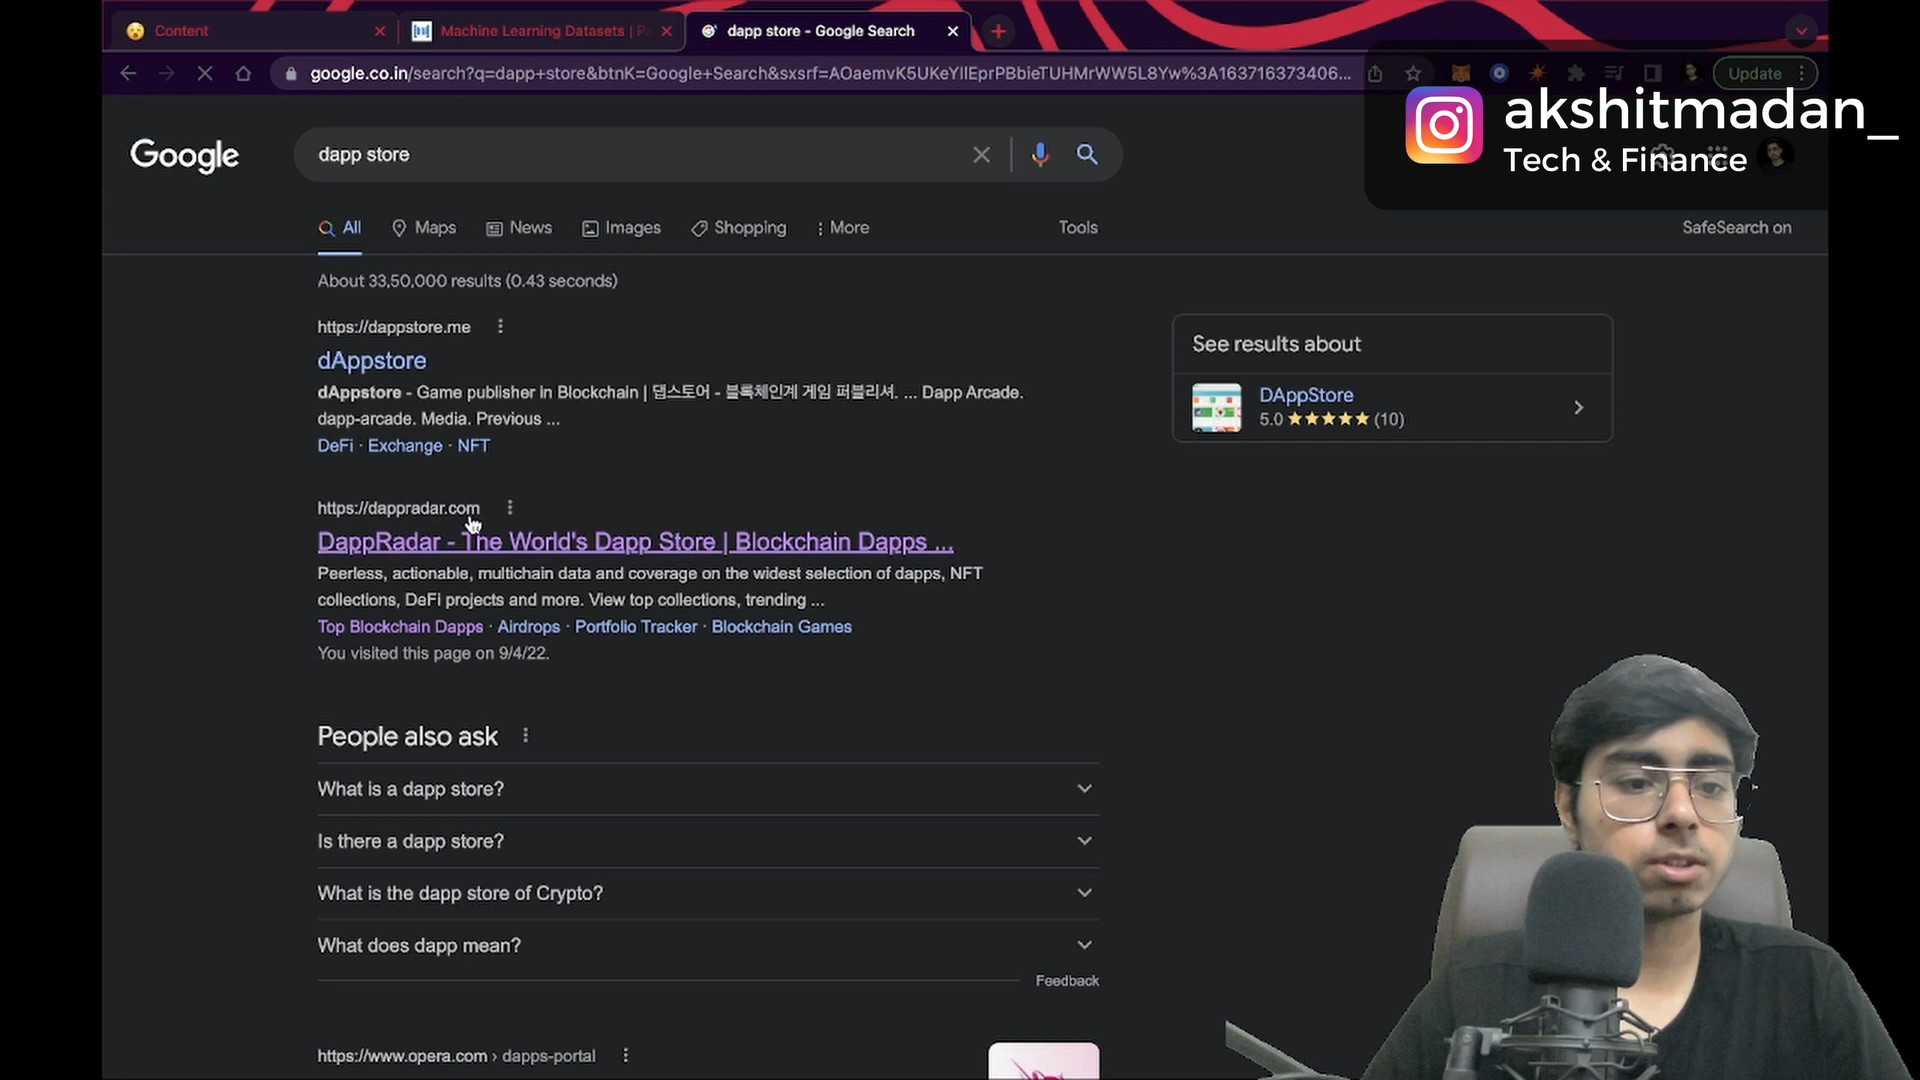 Content
Machine Learning Datasets | P
dapp store - Google Search
google.co.in/search?q=dapp+store&btnK=Google+Search&sxsrf=AOaemvK5UKeYIlEprPBbieTUHMrWW5L8Yw%3A163716373406...
Update
akshitmadan_
Tech & Finance
Google
dapp store
All
Maps
News
Images
Shopping
More
Tools
SafeSearch on
About 33,50,000 results (0.43 seconds)
https://dappstore.me
dAppstore
dAppstore - Game publisher in Blockchain | 댑스토어 - 블록체인계 게임 퍼블리셔. ... Dapp Arcade.
dapp-arcade. Media. Previous ...
DeFi · Exchange · NFT
See results about
DAppStore
5.0 ★★★★★ (10)
https://dappradar.com
DappRadar - The World's Dapp Store | Blockchain Dapps ...
Peerless, actionable, multichain data and coverage on the widest selection of dapps, NFT
collections, DeFi projects and more. View top collections, trending ...
Top Blockchain Dapps · Airdrops · Portfolio Tracker · Blockchain Games
You visited this page on 9/4/22.
People also ask
What is a dapp store?
Is there a dapp store?
What is the dapp store of Crypto?
What does dapp mean?
Feedback
https://www.opera.com › dapps-portal